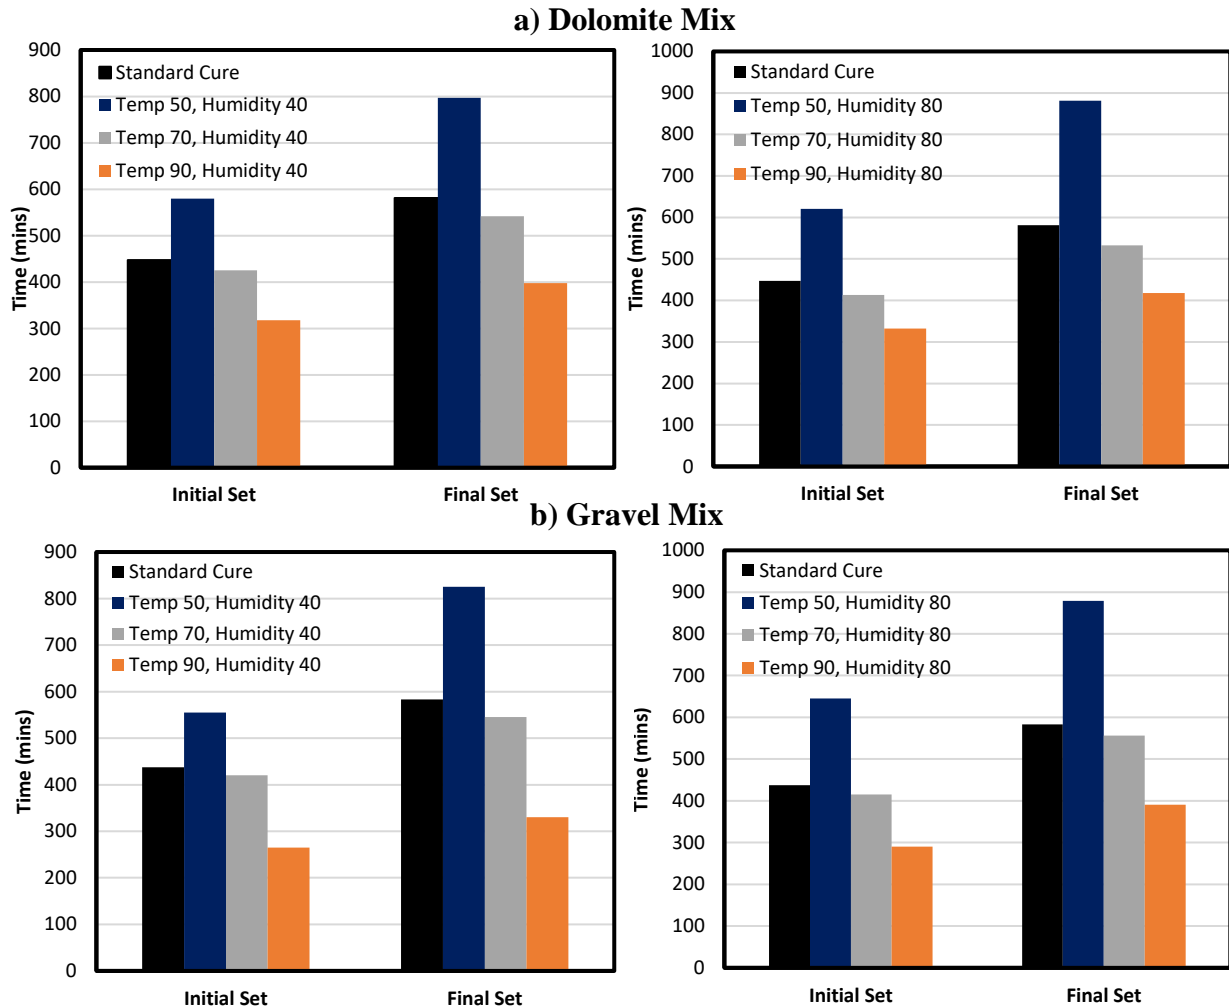 a) Dolomite Mix
900
800
700
600
500
400
300
200
100
0
Time (mins)
Standard Cure
Temp 50, Humidity 40
Temp 70, Humidity 40
Temp 90, Humidity 40
Initial Set
Final Set
1000
900
800
700
600
500
400
300
200
100
0
Time (mins)
Standard Cure
Temp 50, Humidity 80
Temp 70, Humidity 80
Temp 90, Humidity 80
Initial Set
Final Set
b) Gravel Mix
900
800
700
600
500
400
300
200
100
0
Time (mins)
Standard Cure
Temp 50, Humidity 40
Temp 70, Humidity 40
Temp 90, Humidity 40
Initial Set
Final Set
1000
900
800
700
600
500
400
300
200
100
0
Time (mins)
Standard Cure
Temp 50, Humidity 80
Temp 70, Humidity 80
Temp 90, Humidity 80
Initial Set
Final Set